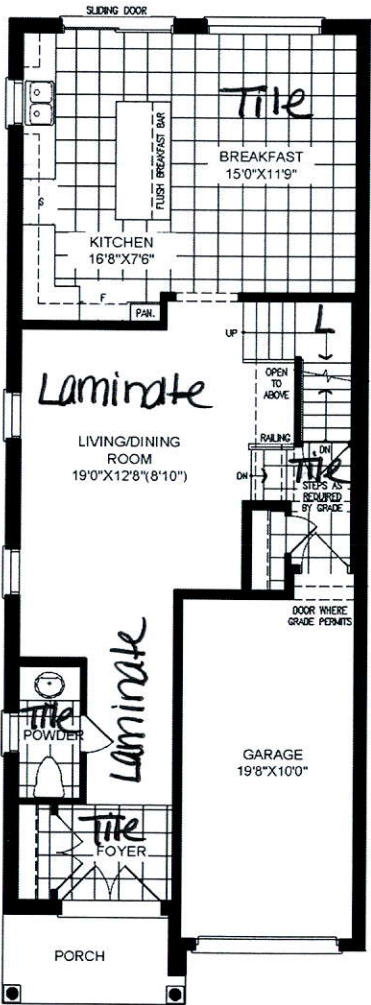 SLIDING DOOR
Tile
FLUSH BREAKFAST BAR
BREAKFAST
15'0"X11'9"
S
KITCHEN
16'8"X7'6"
F
PAN.
UP
L
Laminate
OPEN
TO
ABOVE
LIVING/DINING
ROOM
19'0"X12'8"(8'10")
RAILING
DN
DN
Tile
STEPS AS
REQUIRED
BY GRADE
DOOR WHERE
GRADE PERMITS
Laminate
Tile
POWDER
GARAGE
19'8"X10'0"
Tile
FOYER
PORCH